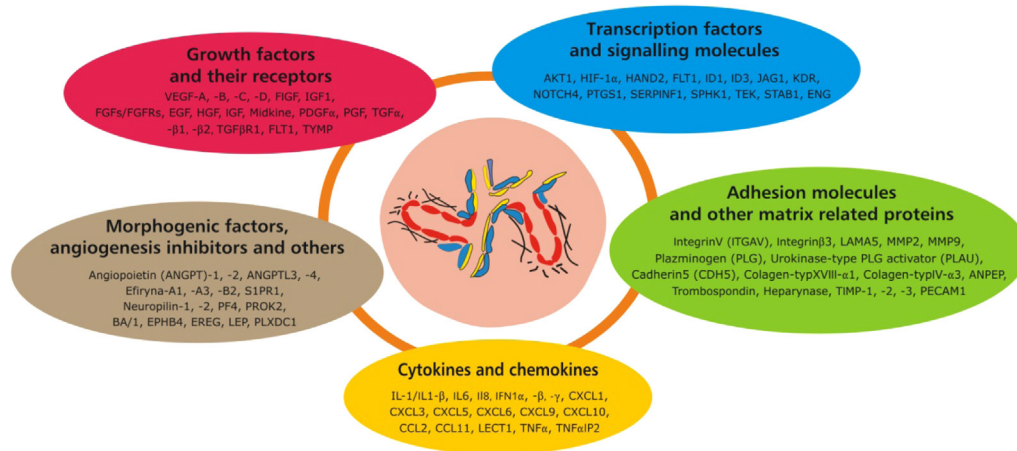 Growth factors
and their receptors
VEGF-A, -B, -C, -D, FIGF, IGF1,
FGFs/FGFRs, EGF, HGF, IGF, Midkine, PDGFα, PGF, TGFα,
-β1, -β2, TGFβR1, FLT1, TYMP
Transcription factors
and signalling molecules
AKT1, HIF-1α, HAND2, FLT1, ID1, ID3, JAG1, KDR,
NOTCH4, PTGS1, SERPINF1, SPHK1, TEK, STAB1, ENG
Morphogenic factors,
angiogenesis inhibitors and others
Angiopoietin (ANGPT)-1, -2, ANGPTL3, -4,
Efiryna-A1, -A3, -B2, S1PR1,
Neuropilin-1, -2, PF4, PROK2,
BA/1, EPHB4, EREG, LEP, PLXDC1
Adhesion molecules
and other matrix related proteins
IntegrinV (ITGAV), Integrinβ3, LAMA5, MMP2, MMP9,
Plazminogen (PLG), Urokinase-type PLG activator (PLAU),
Cadherin5 (CDH5), Colagen-typXVIII-α1, Colagen-typIV-α3, ANPEP,
Trombospondin, Heparynase, TIMP-1, -2, -3, PECAM1
Cytokines and chemokines
IL-1/IL1-β, IL6, Il8, IFN1α, -β, -γ, CXCL1,
CXCL3, CXCL5, CXCL6, CXCL9, CXCL10,
CCL2, CCL11, LECT1, TNFα, TNFαIP2